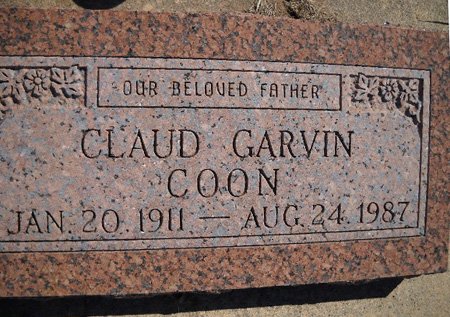 OUR BELOVED FATHER
CLAUD GARVIN
COON
JAN. 20. 1911 — AUG. 24. 1987